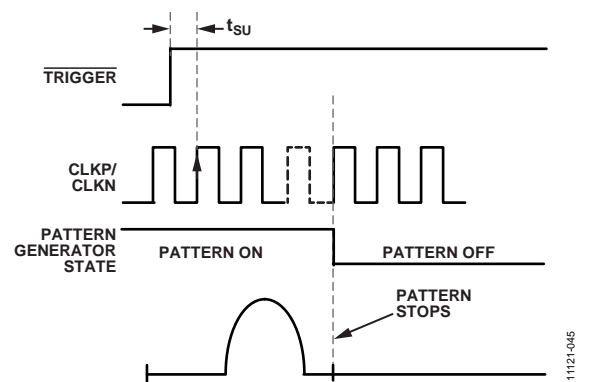 tSU
TRIGGER
CLKP/
CLKN
PATTERN
GENERATOR
STATE
PATTERN ON
PATTERN OFF
PATTERN
STOPS
11121-045